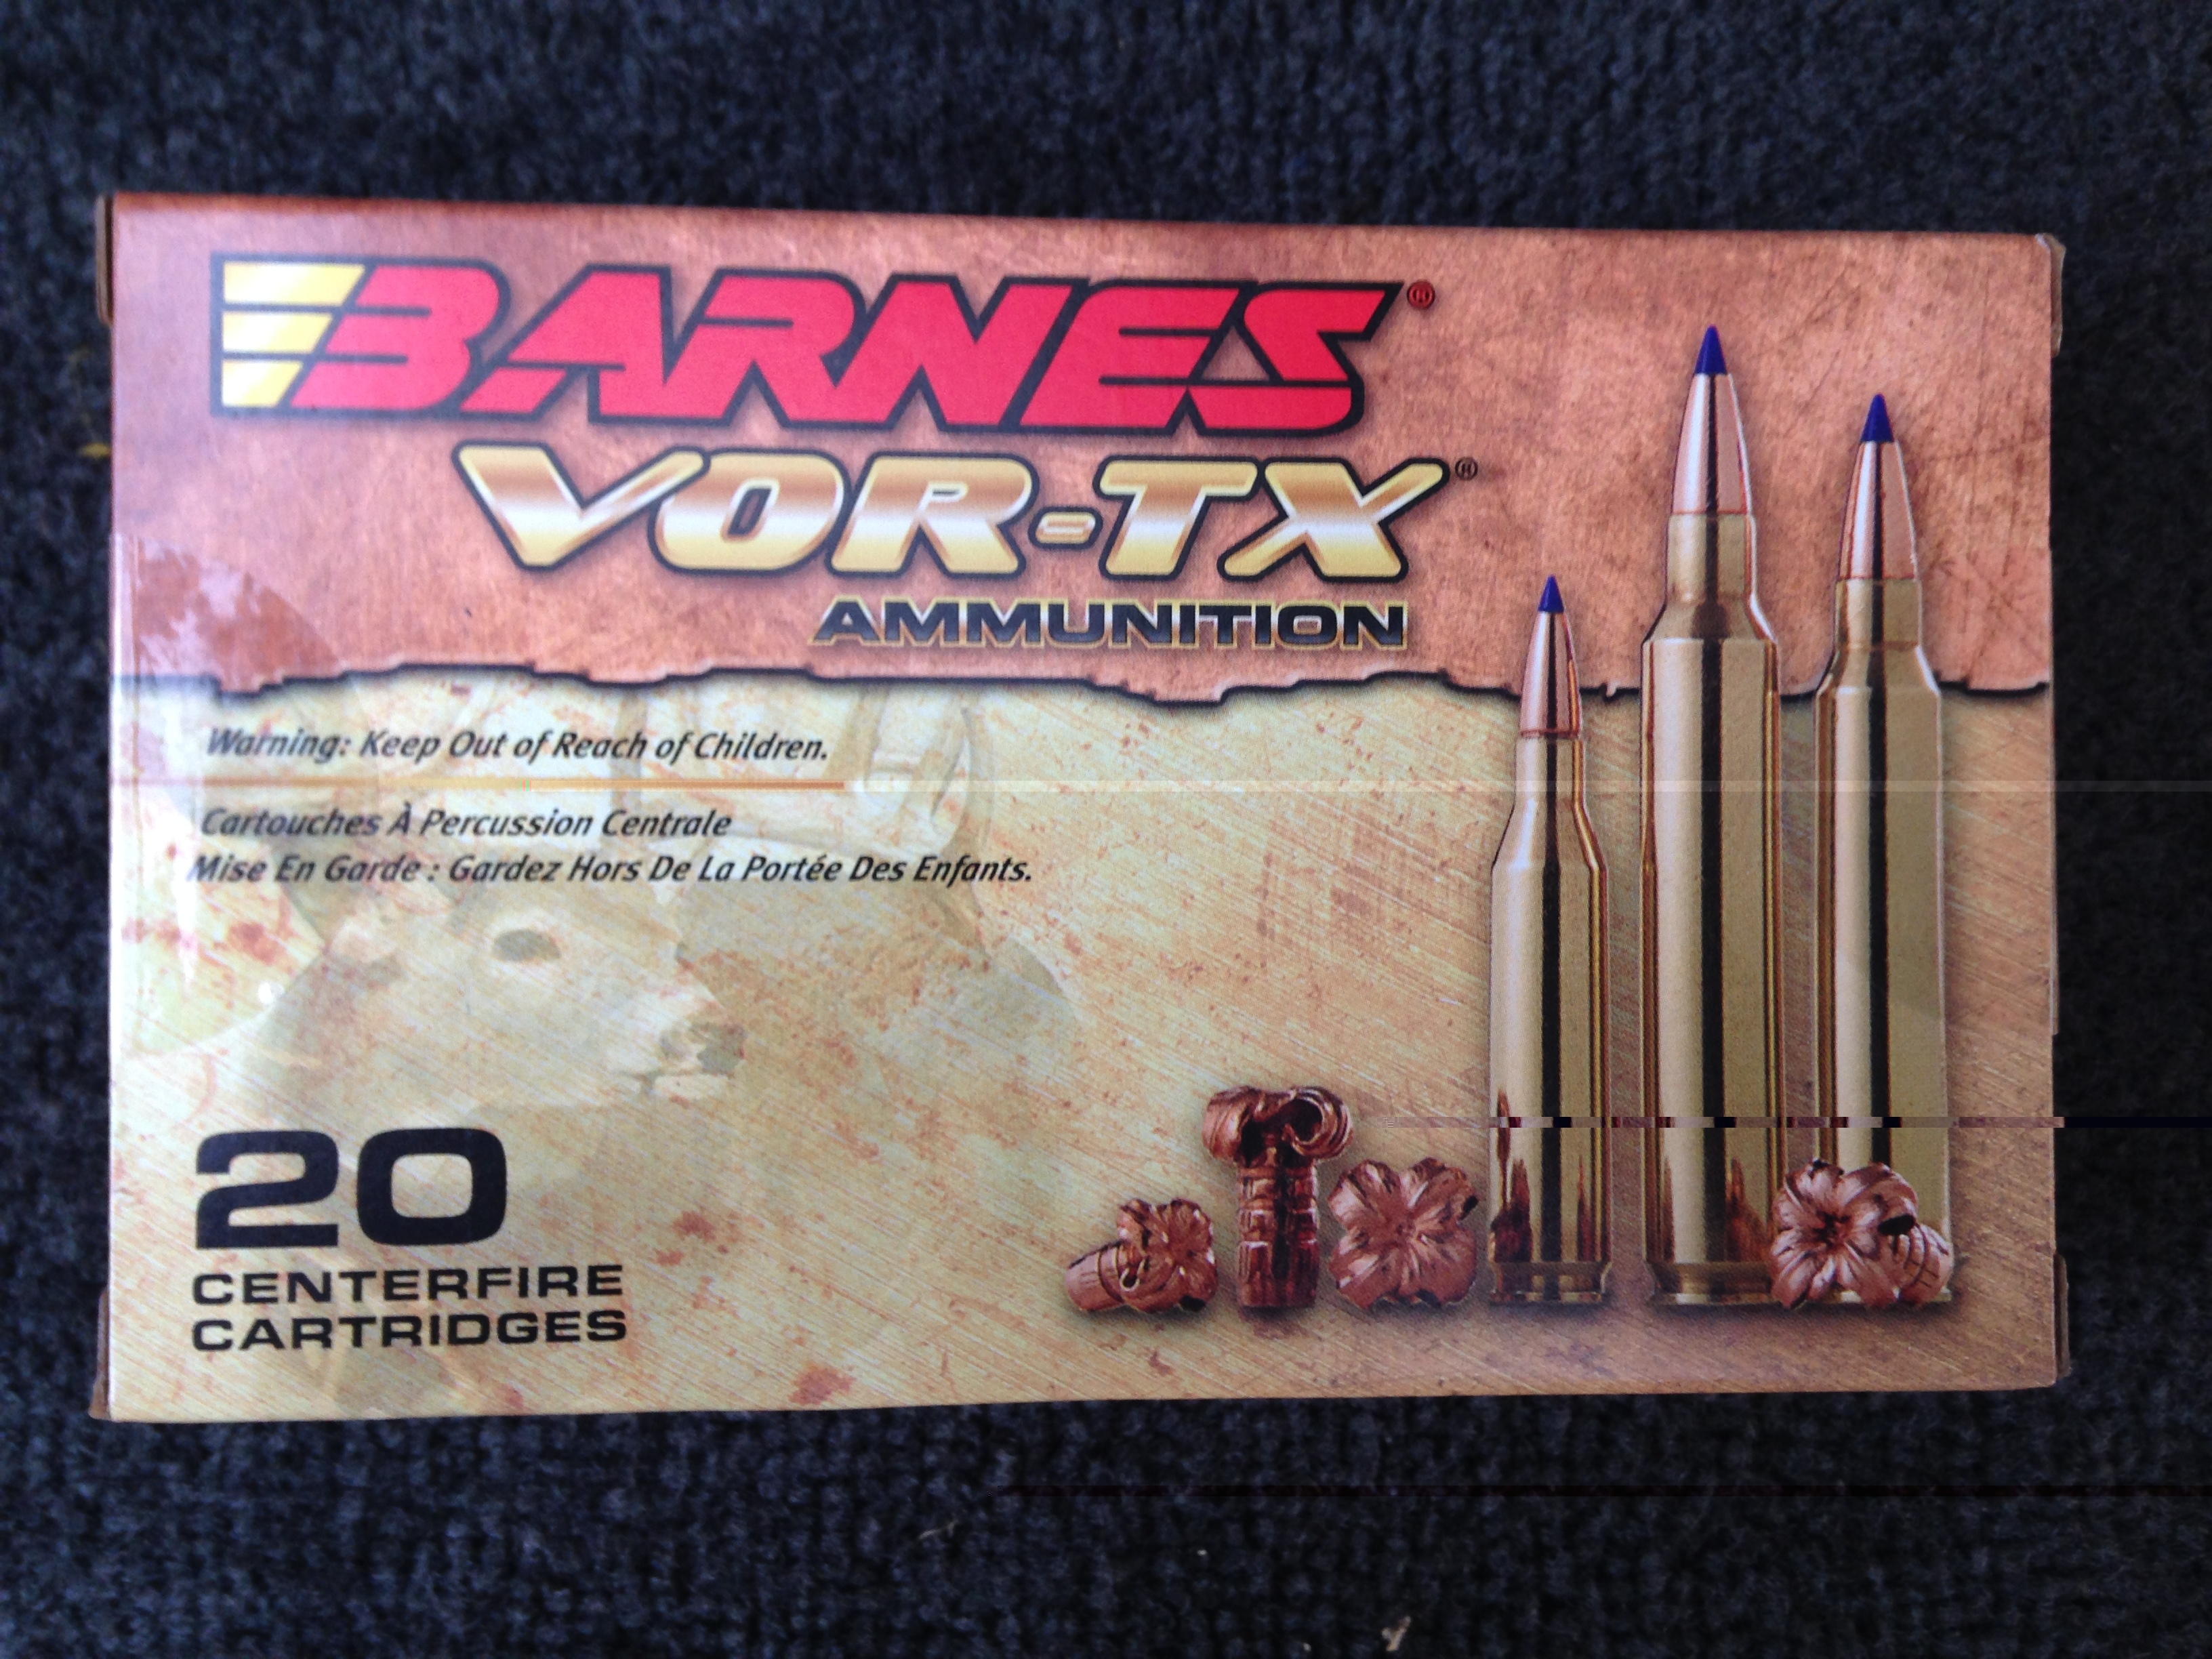 BARNES®
VOR-TX®
AMMUNITION
Warning: Keep Out of Reach of Children.
Cartouches À Percussion Centrale
Mise En Garde : Gardez Hors De La Portée Des Enfants.
20
CENTERFIRE
CARTRIDGES